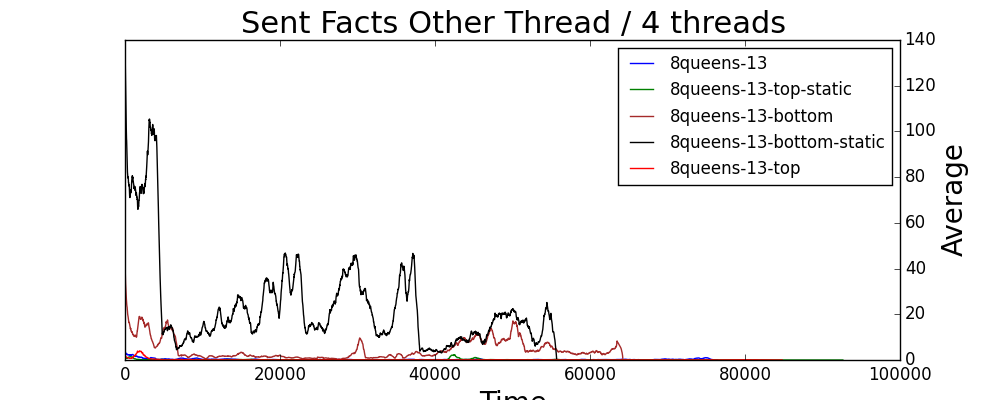 Sent Facts Other Thread / 4 threads
8queens-13
8queens-13-top-static
8queens-13-bottom
8queens-13-bottom-static
8queens-13-top
140
120
100
80
60
40
20
0
Average
0 20000 40000 60000 80000 100000
Time